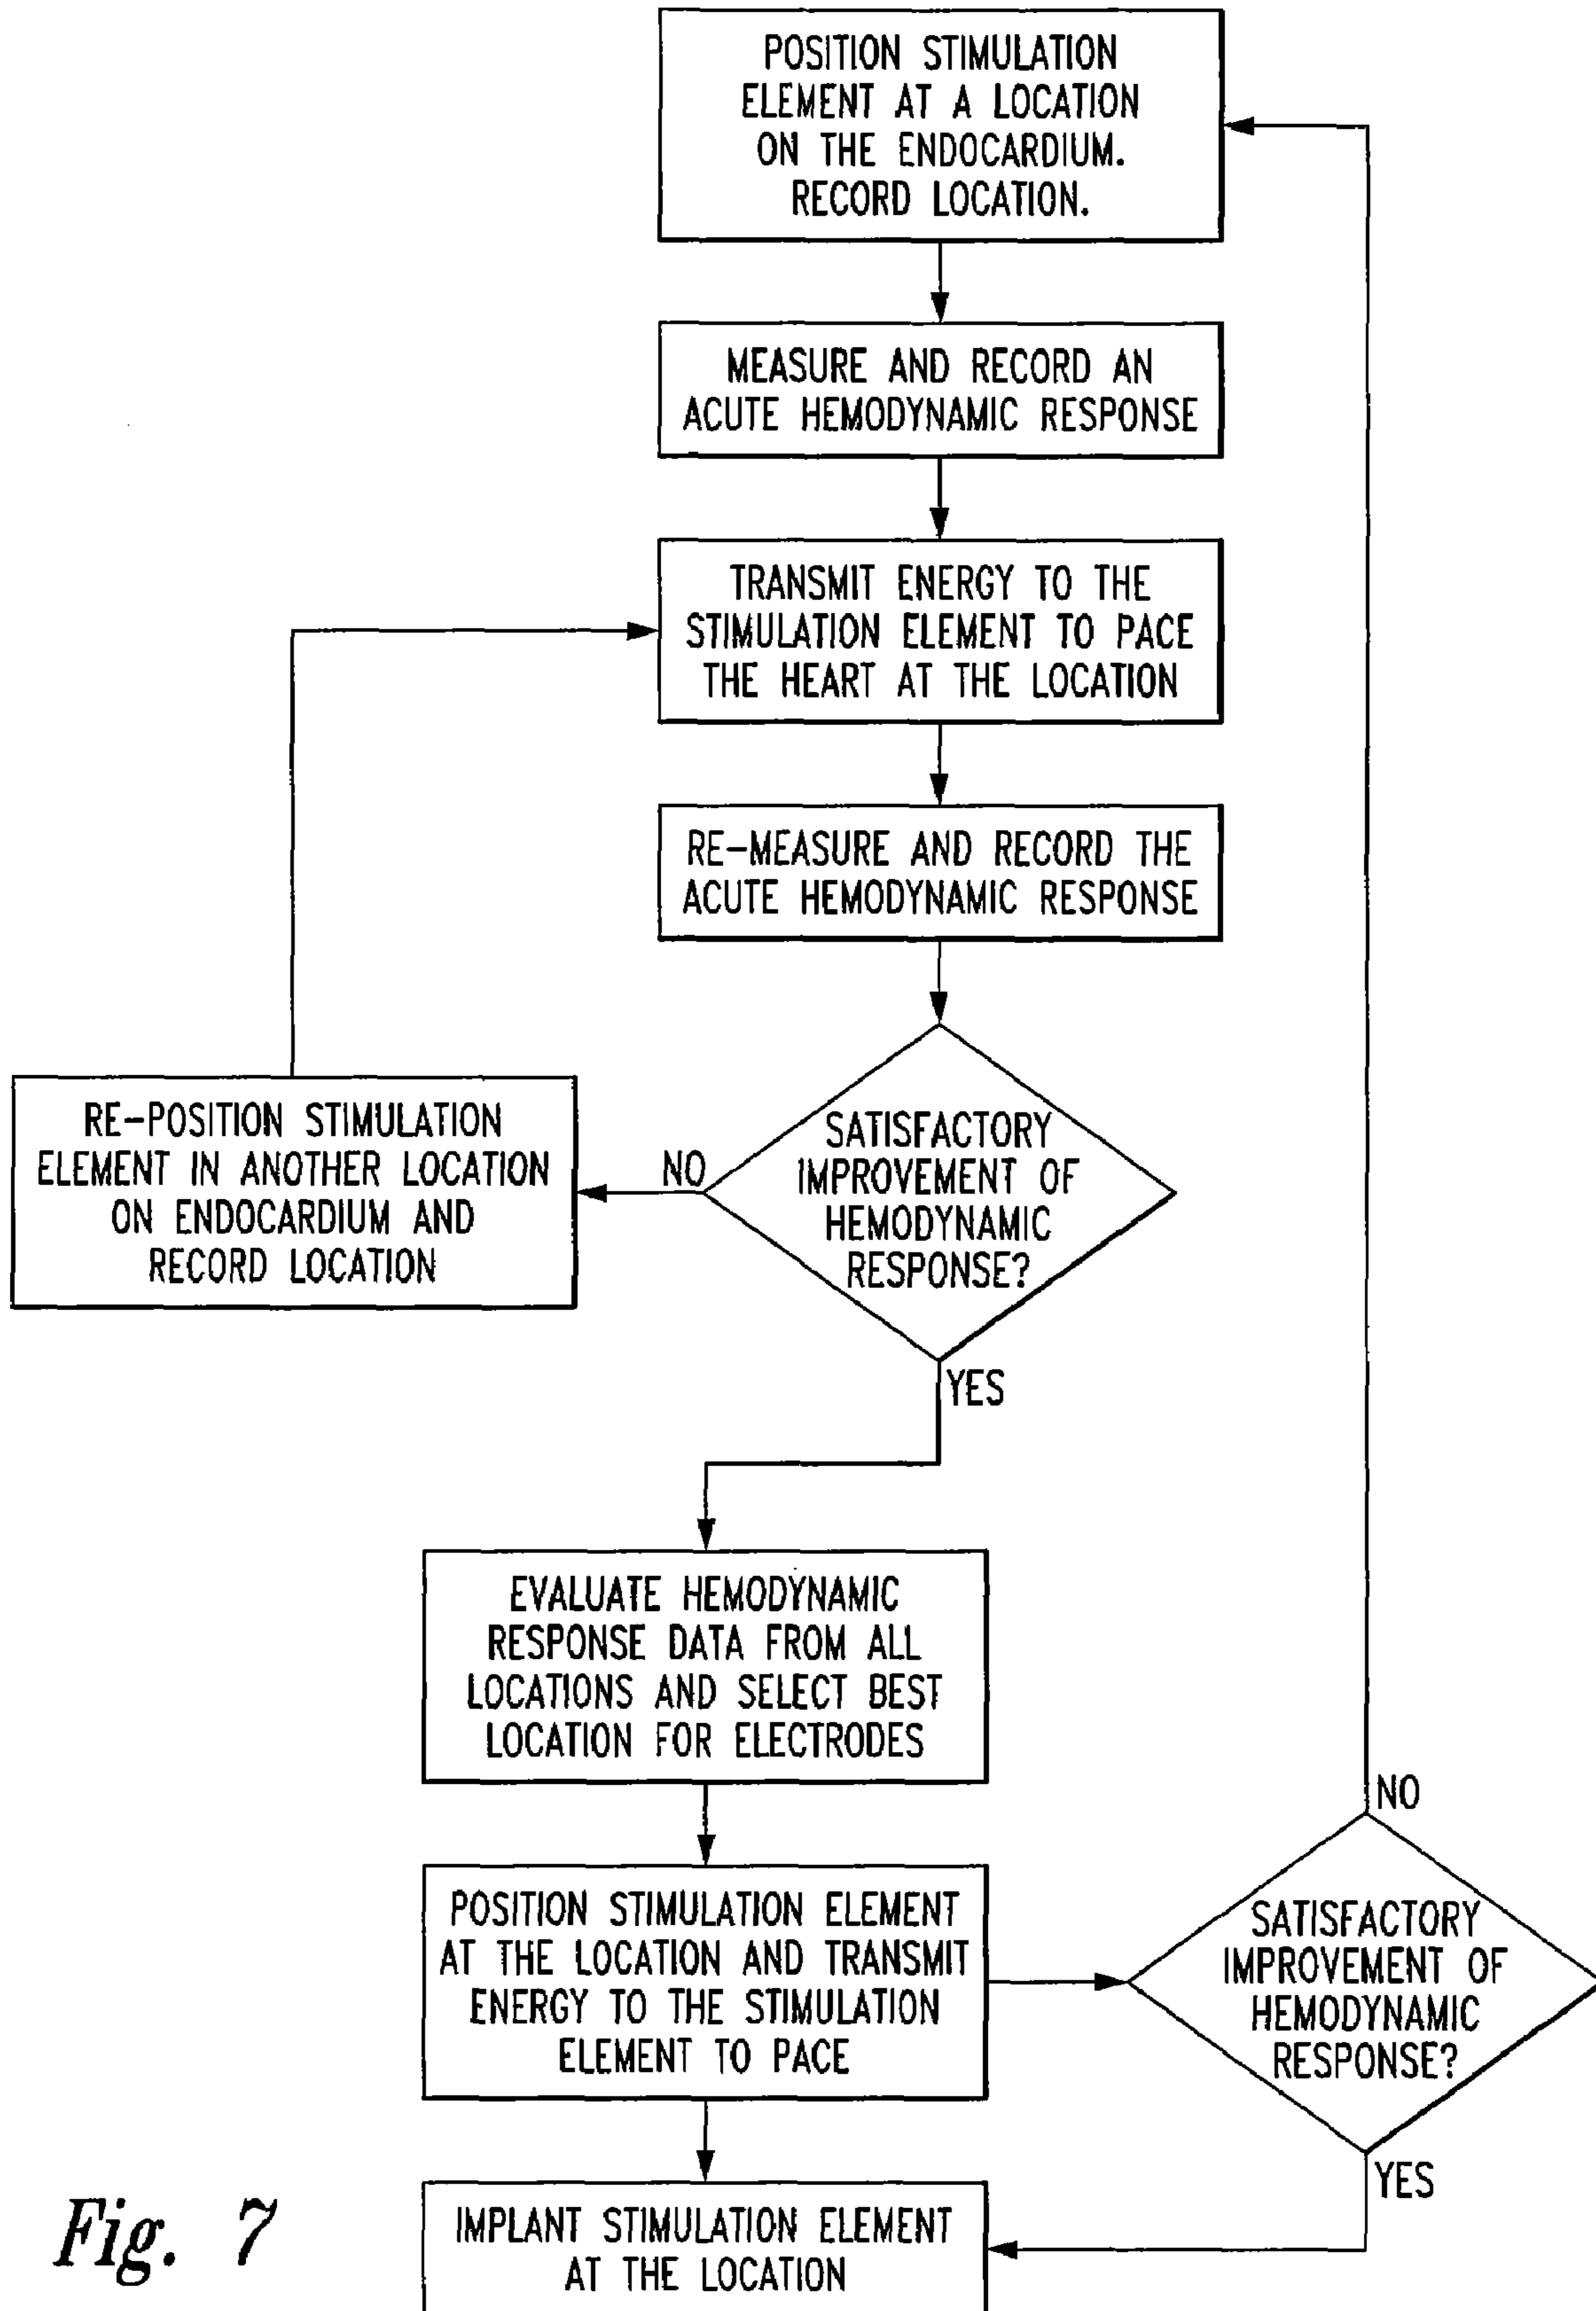 POSITION STIMULATION
ELEMENT AT A LOCATION
ON THE ENDOCARDIUM.
RECORD LOCATION.
MEASURE AND RECORD AN
ACUTE HEMODYNAMIC RESPONSE
TRANSMIT ENERGY TO THE
STIMULATION ELEMENT TO PACE
THE HEART AT THE LOCATION
RE-MEASURE AND RECORD THE
ACUTE HEMODYNAMIC RESPONSE
SATISFACTORY
IMPROVEMENT OF
HEMODYNAMIC
RESPONSE?
NO
RE-POSITION STIMULATION
ELEMENT IN ANOTHER LOCATION
ON ENDOCARDIUM AND
RECORD LOCATION
YES
EVALUATE HEMODYNAMIC
RESPONSE DATA FROM ALL
LOCATIONS AND SELECT BEST
LOCATION FOR ELECTRODES
POSITION STIMULATION ELEMENT
AT THE LOCATION AND TRANSMIT
ENERGY TO THE STIMULATION
ELEMENT TO PACE
NO
SATISFACTORY
IMPROVEMENT OF
HEMODYNAMIC
RESPONSE?
YES
IMPLANT STIMULATION ELEMENT
AT THE LOCATION
Fig. 7